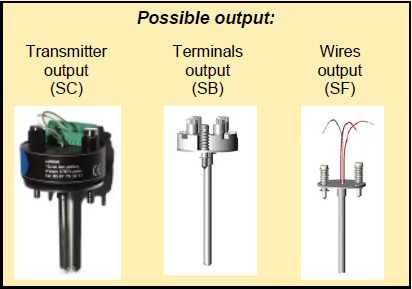 Possible output:
Transmitter output (SC)
Terminals output (SB)
Wires output (SF)